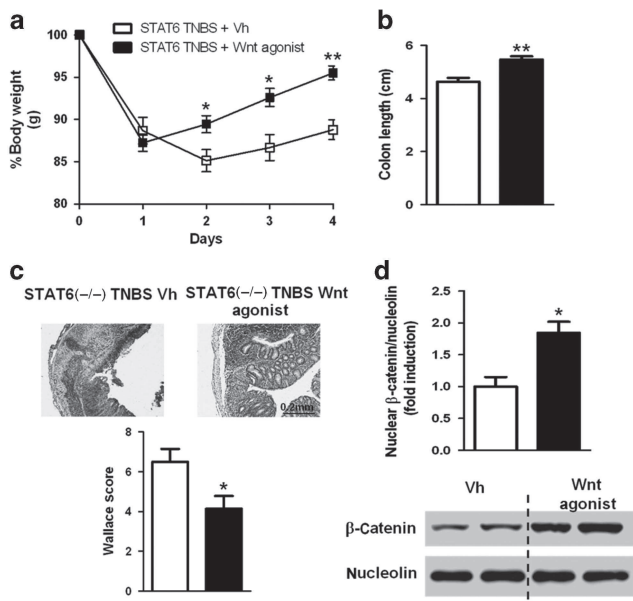 a
STAT6 TNBS + Vh
STAT6 TNBS + Wnt agonist
100
95
90
85
80
% Body weight
(g)
*
*
**
0 1 2 3 4
Days
b
**
6
4
2
0
Colon length (cm)
c
STAT6(−/−) TNBS Vh
STAT6(−/−) TNBS Wnt
agonist
0.2mm
8
6
4
2
0
Wallace score
*
d
2.5
2.0
1.5
1.0
0.5
0.0
Nuclear β-catenin/nucleolin
(fold induction)
*
Vh
Wnt
agonist
β-Catenin
Nucleolin